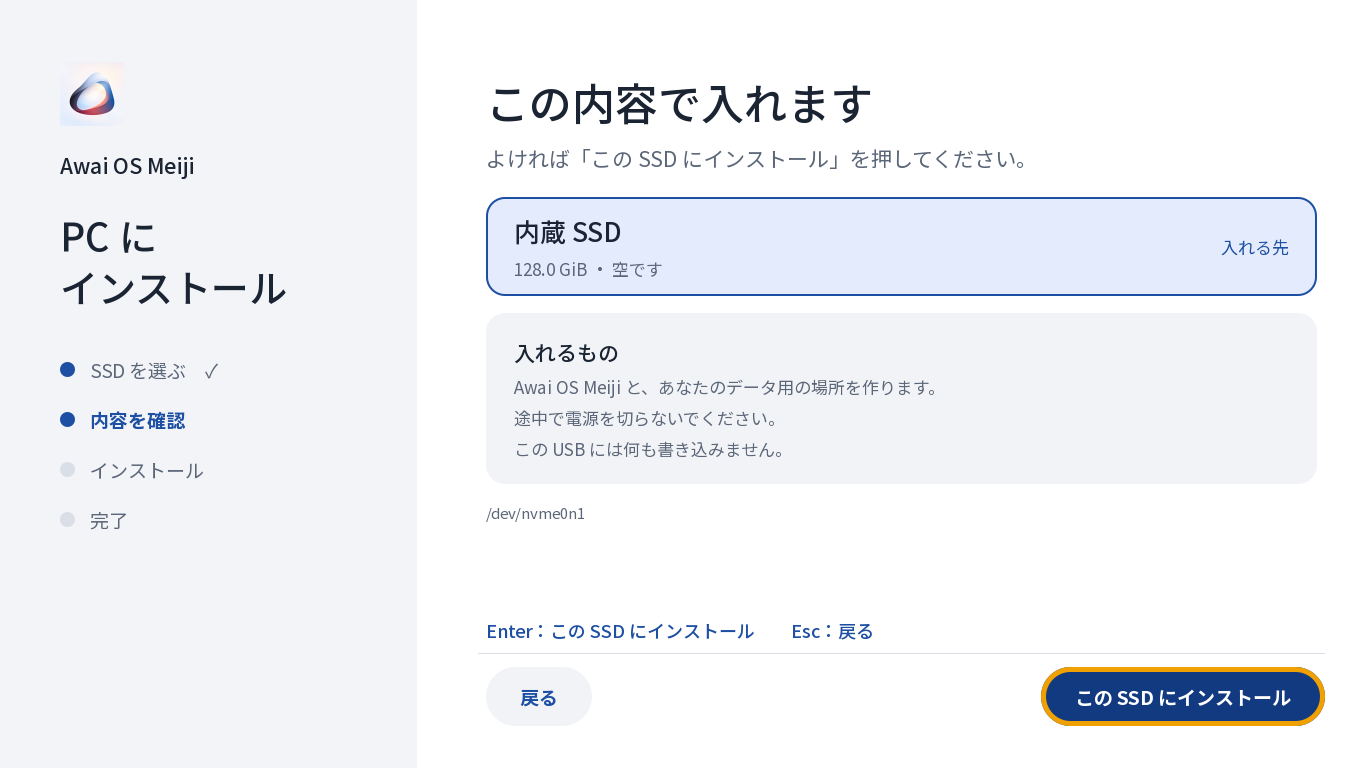 Awai OS Meiji
PC に
インストール
SSD を選ぶ ✓
内容を確認
インストール
完了
この内容で入れます
よければ「この SSD にインストール」を押してください。
内蔵 SSD
128.0 GiB ・ 空です
入れる先
入れるもの
Awai OS Meiji と、あなたのデータ用の場所を作ります。
途中で電源を切らないでください。
この USB には何も書き込みません。
/dev/nvme0n1
Enter：この SSD にインストール Esc：戻る
戻る
この SSD にインストール